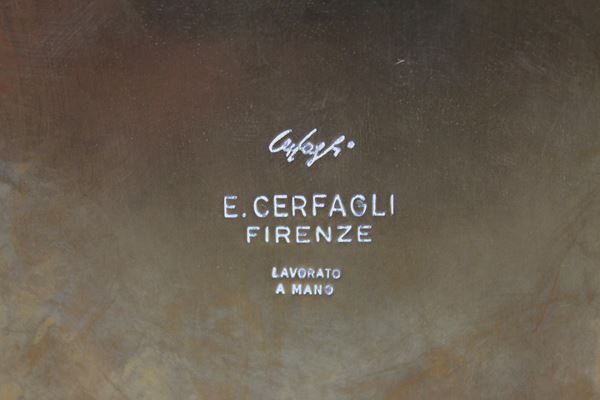 Cerfagli
E. CERFAGLI
FIRENZE
LAVORATO
A MANO